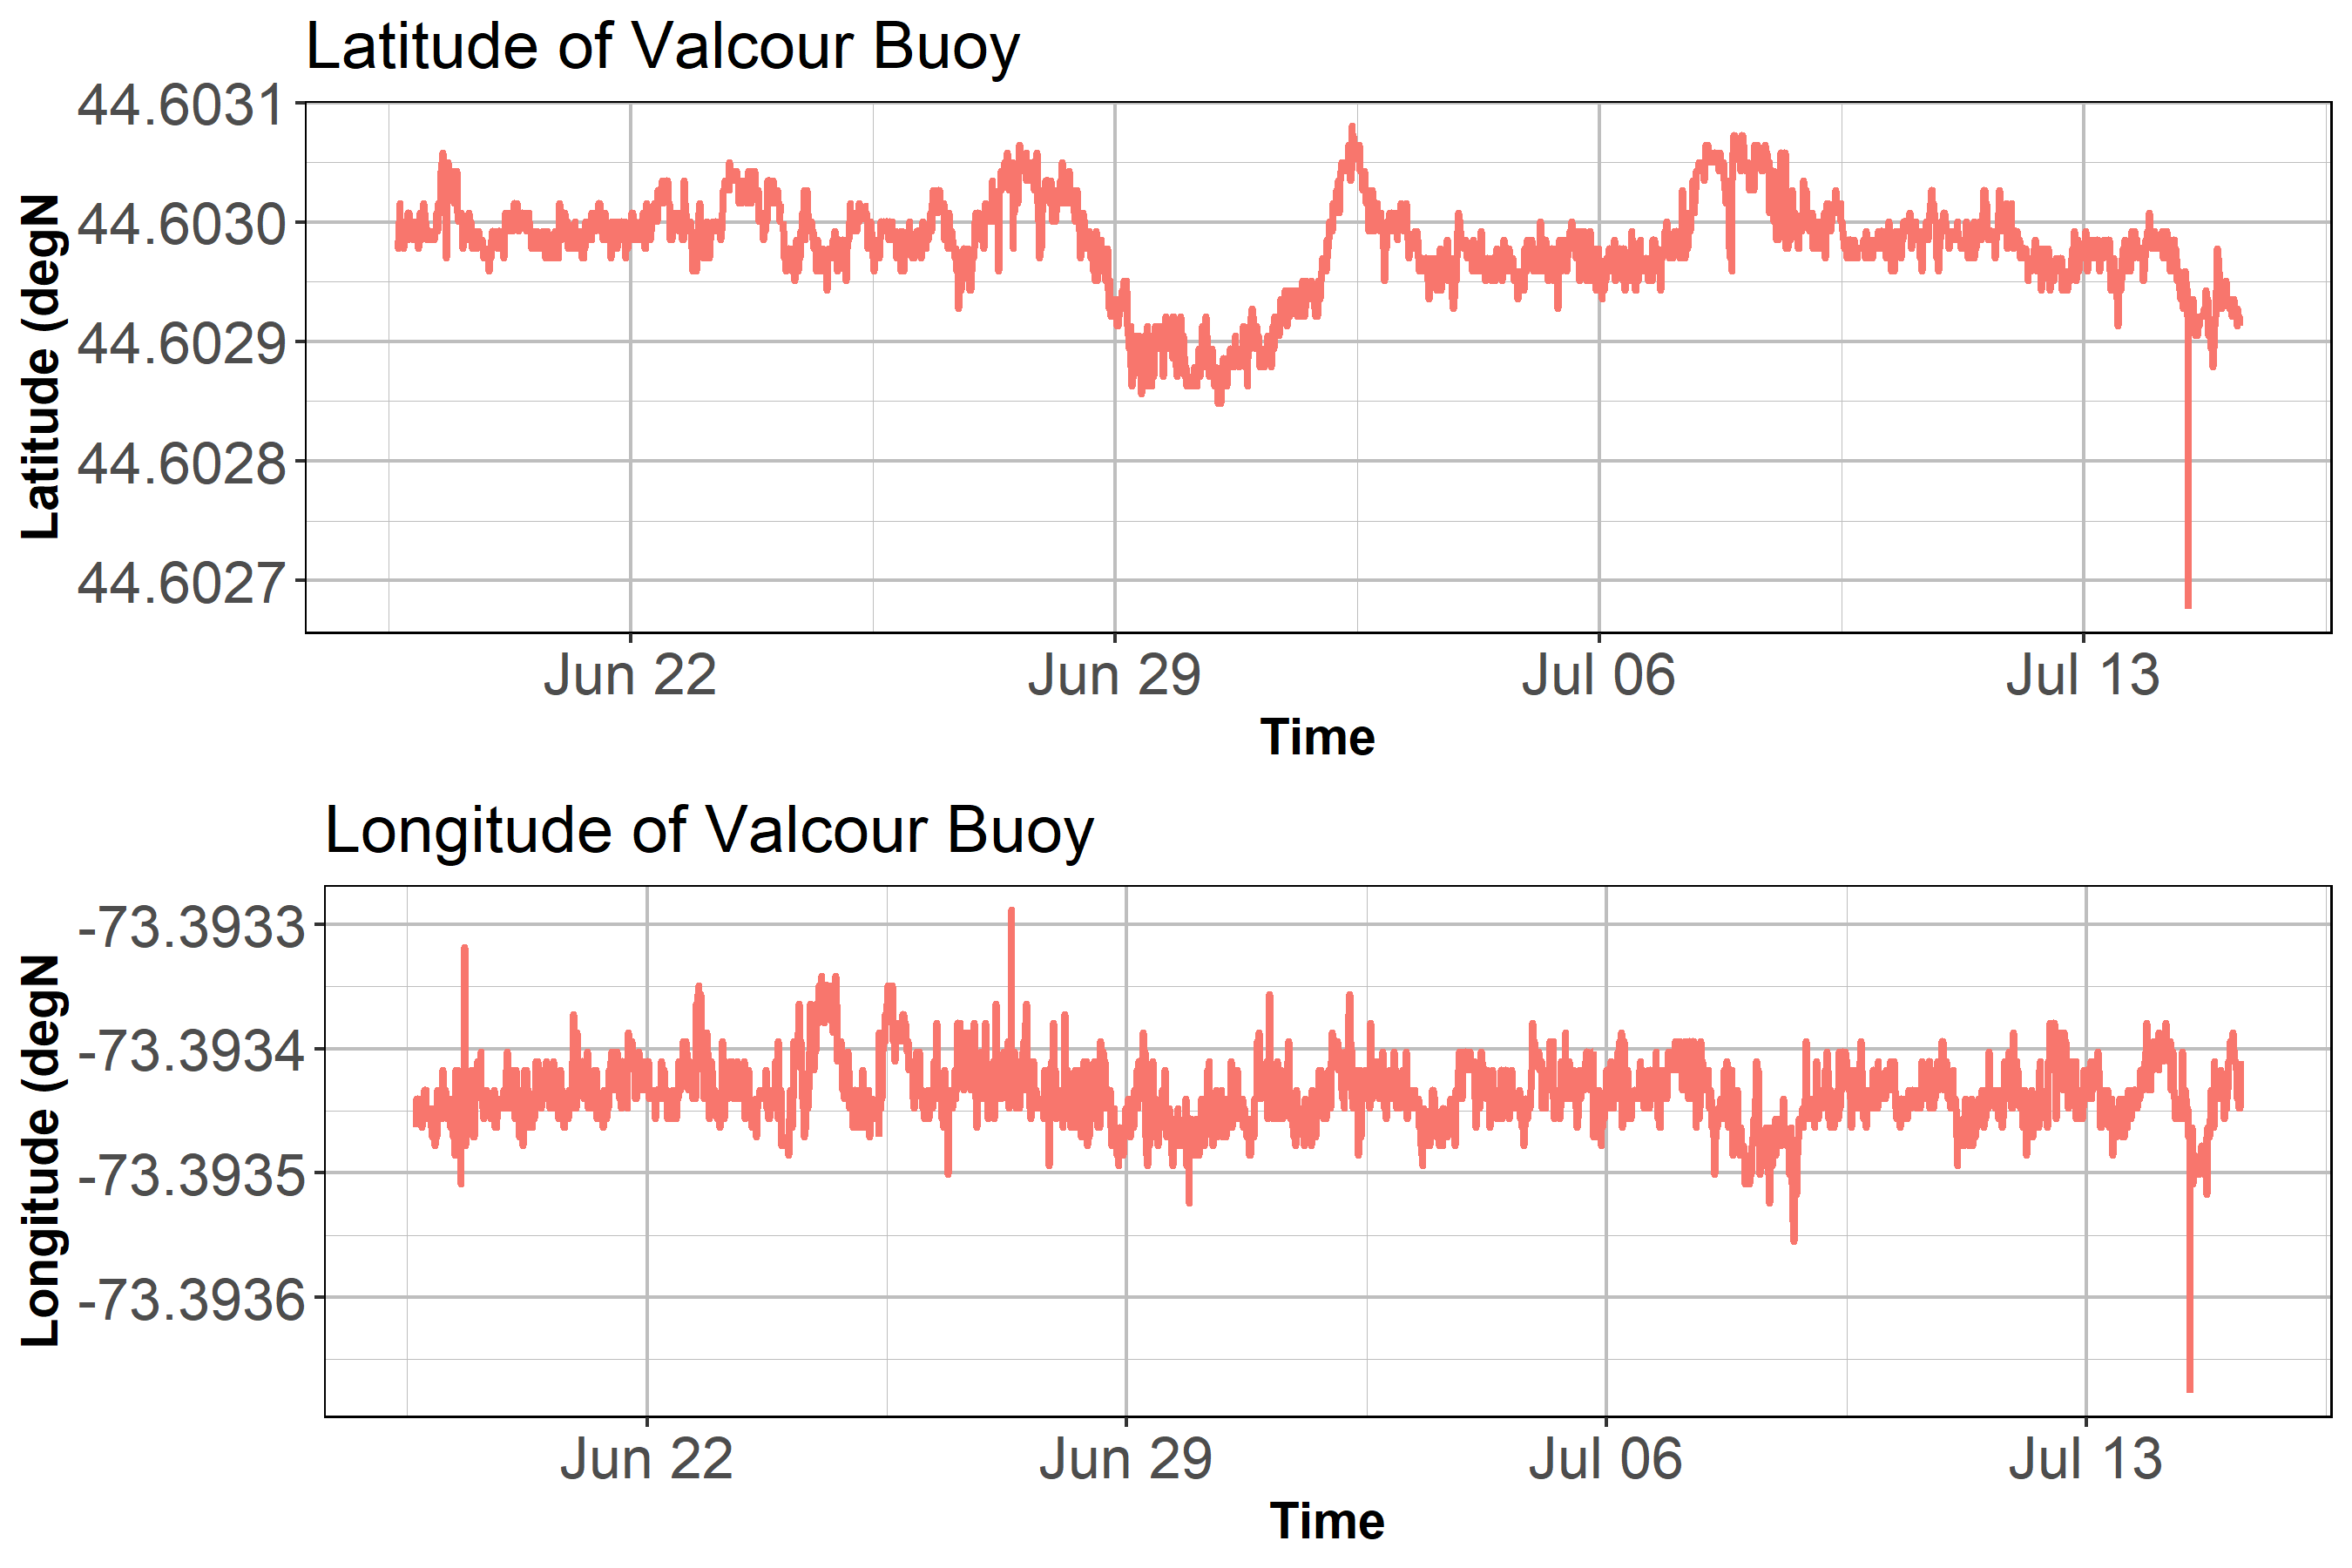 Latitude of Valcour Buoy
44.6031
44.6030
44.6029
44.6028
44.6027
Latitude (degN
Jun 22 Jun 29 Jul 06 Jul 13
Time
Longitude of Valcour Buoy
-73.3933
-73.3934
-73.3935
-73.3936
Longitude (degN
Jun 22 Jun 29 Jul 06 Jul 13
Time